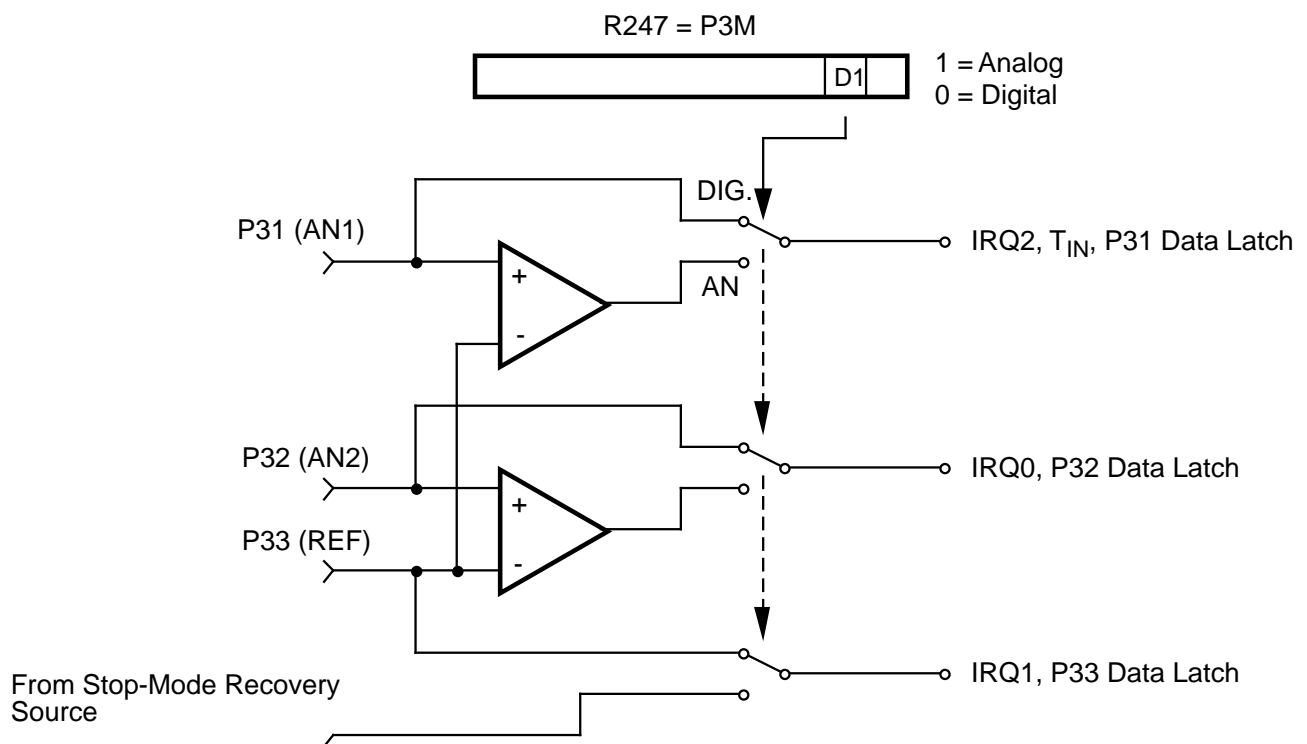 R247 = P3M
D1
1 = Analog
0 = Digital
DIG.
P31 (AN1)
IRQ2, TIN, P31 Data Latch
+
AN
-
P32 (AN2)
IRQ0, P32 Data Latch
+
P33 (REF)
-
From Stop-Mode Recovery
Source
IRQ1, P33 Data Latch